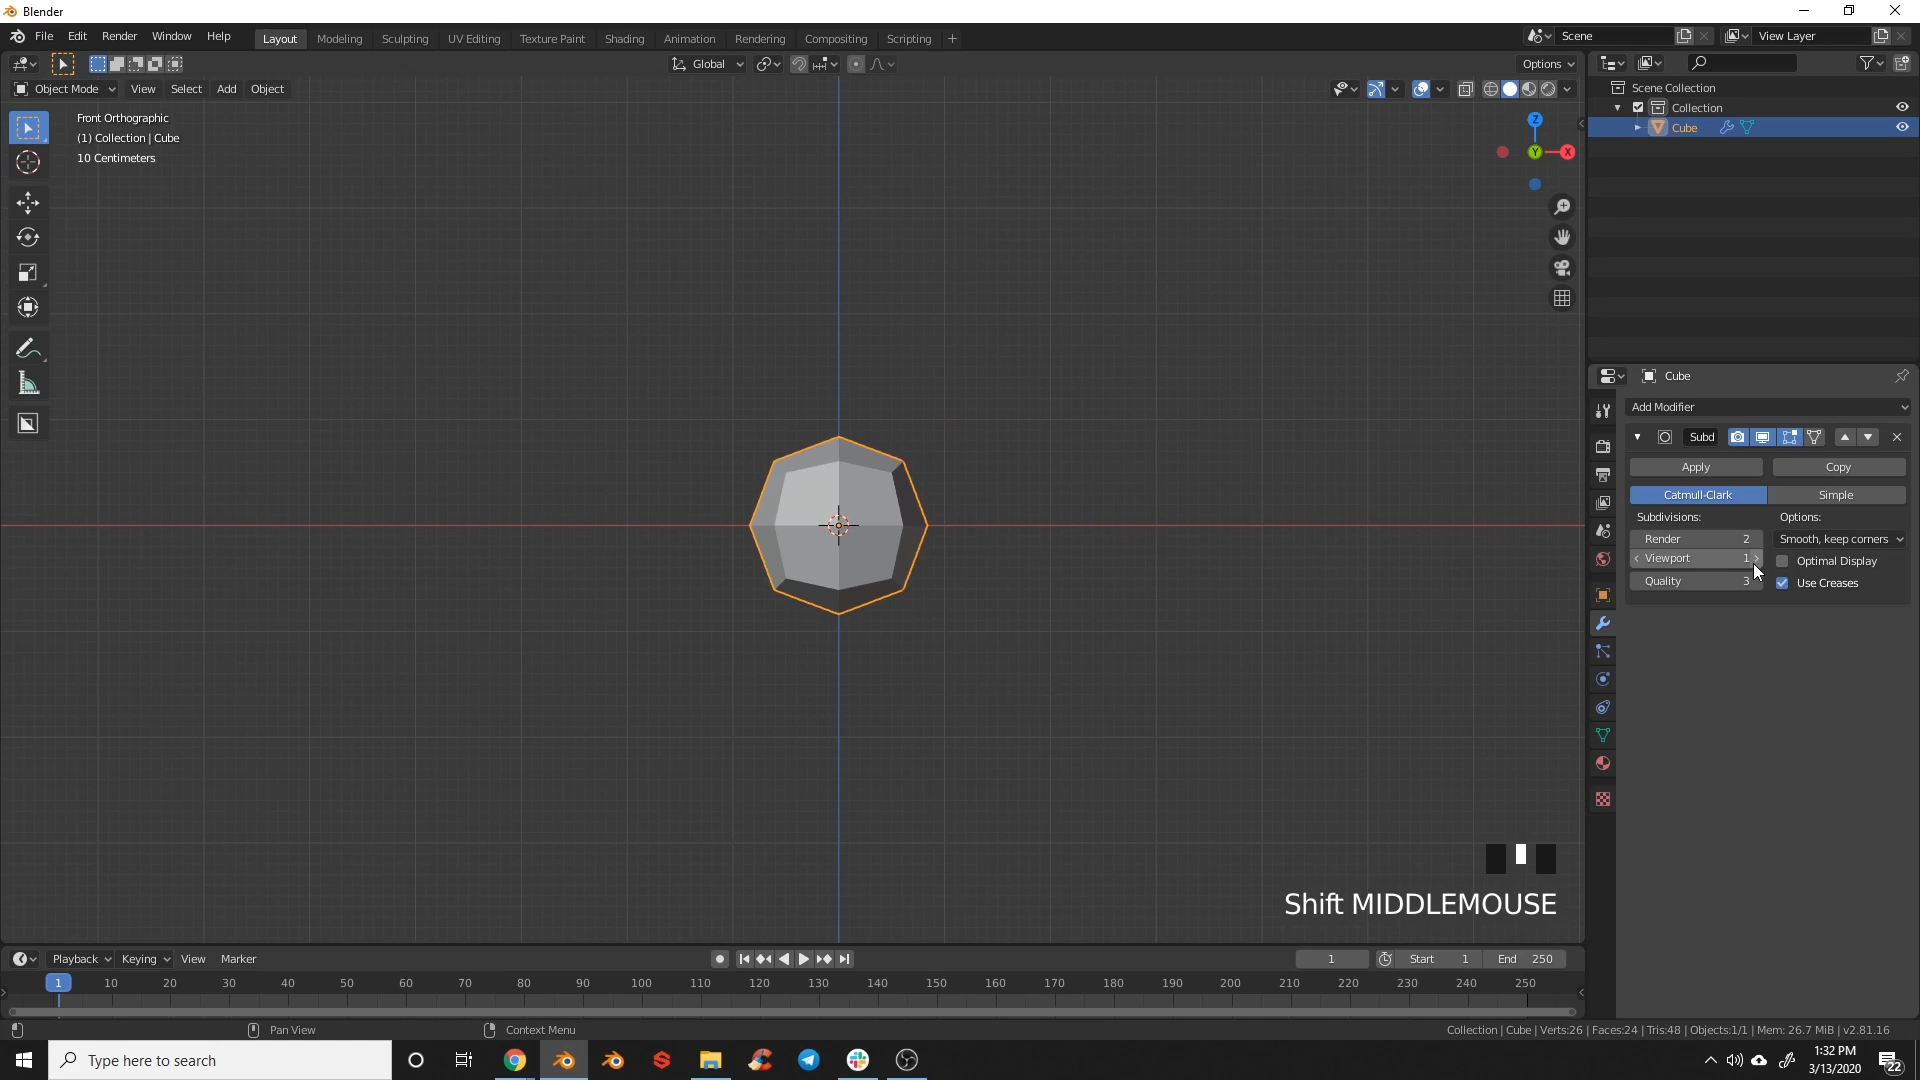 Blender
File Edit Render Window Help
Layout Modeling Sculpting UV Editing Texture Paint Shading Animation Rendering Compositing Scripting +
Scene
View Layer
Global
Options
Object Mode View Select Add Object
Front Orthographic
(1) Collection | Cube
10 Centimeters
Z
Y
X
Scene Collection
Collection
Cube
Cube
Add Modifier
Subd
Apply Copy
Catmull-Clark Simple
Subdivisions: Options:
Render 2 Smooth, keep corners
Viewport 1 Optimal Display
Quality 3 Use Creases
Shift MIDDLEMOUSE
Playback Keying View Marker
1 Start 1 End 250
1 10 20 30 40 50 60 70 80 90 100 110 120 130 140 150 160 170 180 190 200 210 220 230 240 250
Pan View Context Menu
Collection | Cube | Verts:26 | Faces:24 | Tris:48 | Objects:1/1 | Mem: 26.7 MiB | v2.81.16
Type here to search
1:32 PM
3/13/2020
22